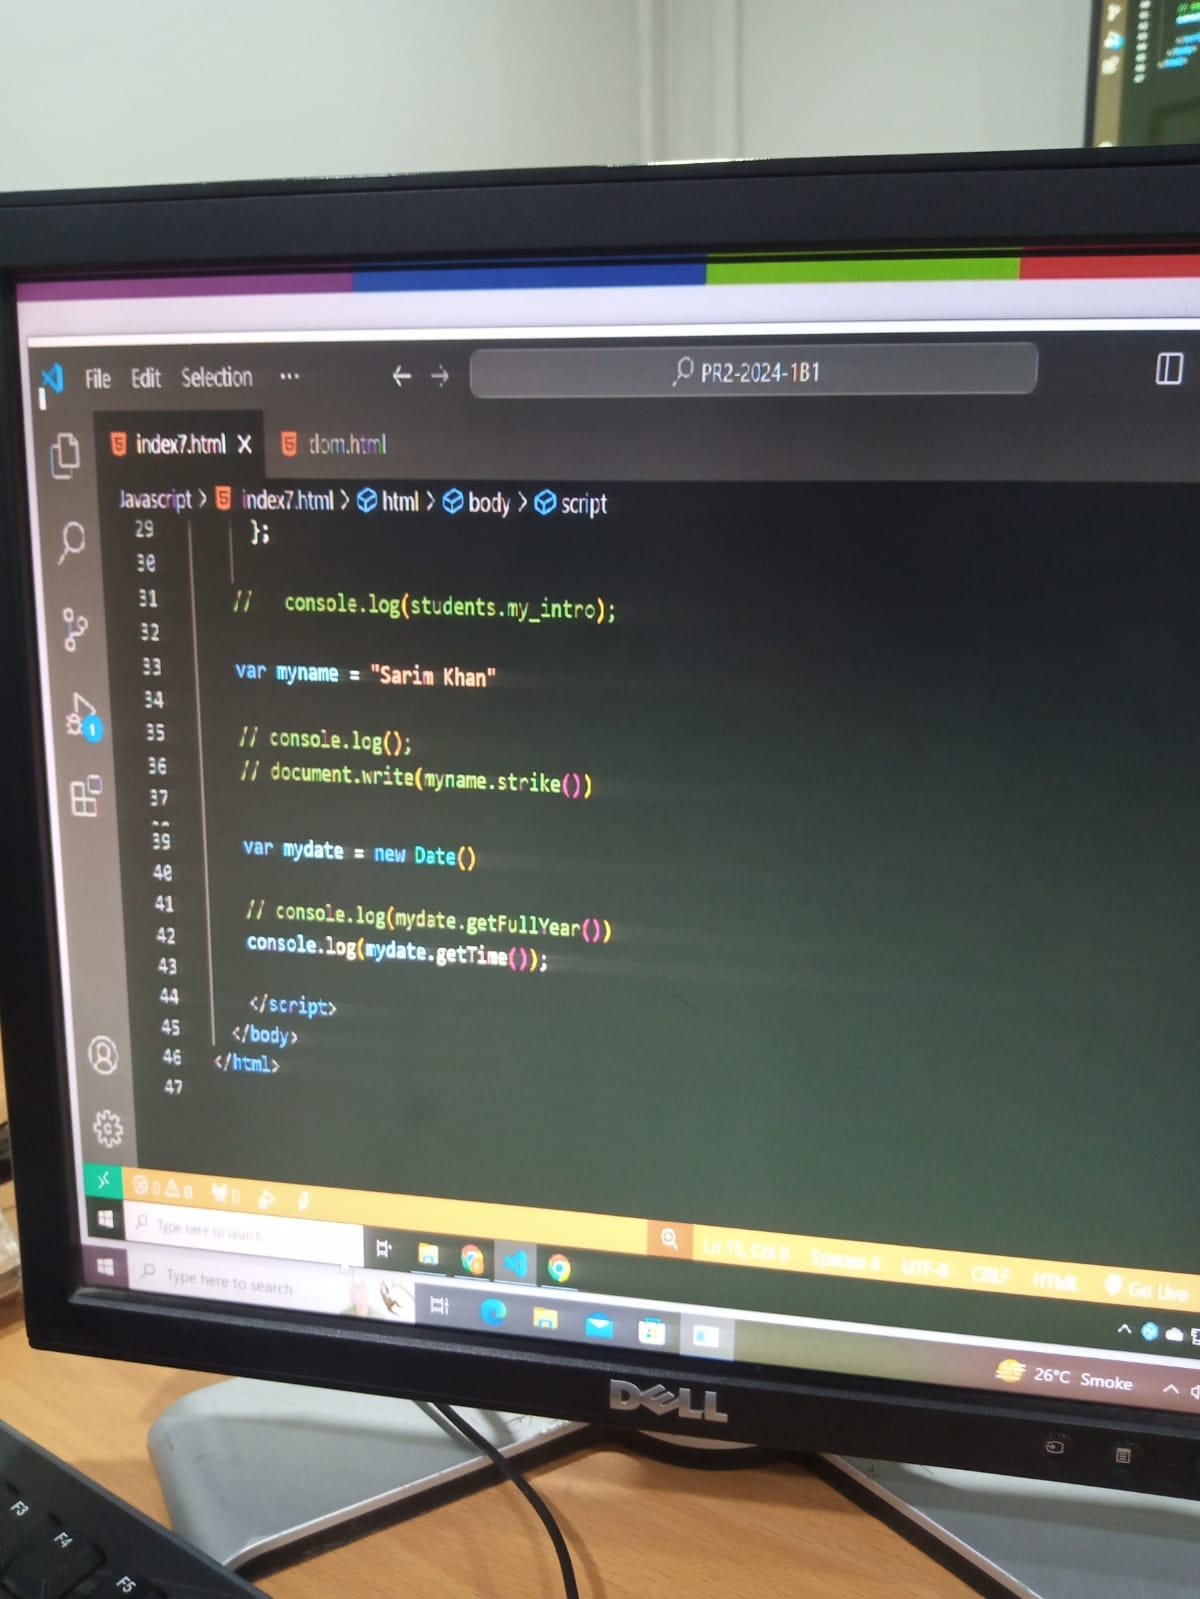 File Edit Selection ··· ← → PR2-2024-1B1
index7.html X dom.html
Javascript > index7.html > html > body > script
29 };
30
31 // console.log(students.my_intro);
32
33 var myname = "Sarim Khan"
34
35 // console.log();
36 // document.write(myname.strike())
37
39 var mydate = new Date()
40
41 // console.log(mydate.getFullYear())
42 console.log(mydate.getTime());
43
44 </script>
45 </body>
46 </html>
47
1
0 0 0
Ln 15, Col 9 Spaces 4 UTF-8 CRLF HTML Go Live
Type here to search
Type here to search
26°C Smoke
DELL
F3
F4
F5